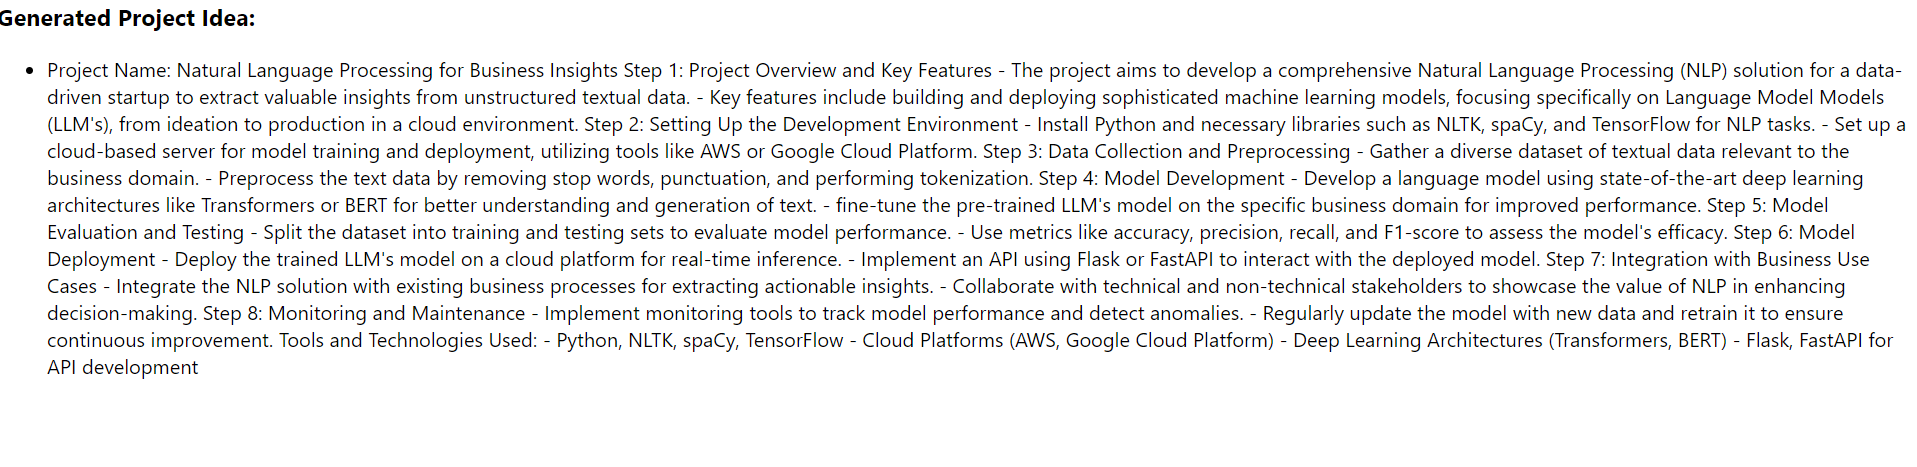 Generated Project Idea:
Project Name: Natural Language Processing for Business Insights Step 1: Project Overview and Key Features - The project aims to develop a comprehensive Natural Language Processing (NLP) solution for a data-
driven startup to extract valuable insights from unstructured textual data. - Key features include building and deploying sophisticated machine learning models, focusing specifically on Language Model Models
(LLM's), from ideation to production in a cloud environment. Step 2: Setting Up the Development Environment - Install Python and necessary libraries such as NLTK, spaCy, and TensorFlow for NLP tasks. - Set up a
cloud-based server for model training and deployment, utilizing tools like AWS or Google Cloud Platform. Step 3: Data Collection and Preprocessing - Gather a diverse dataset of textual data relevant to the
business domain. - Preprocess the text data by removing stop words, punctuation, and performing tokenization. Step 4: Model Development - Develop a language model using state-of-the-art deep learning
architectures like Transformers or BERT for better understanding and generation of text. - fine-tune the pre-trained LLM's model on the specific business domain for improved performance. Step 5: Model
Evaluation and Testing - Split the dataset into training and testing sets to evaluate model performance. - Use metrics like accuracy, precision, recall, and F1-score to assess the model's efficacy. Step 6: Model
Deployment - Deploy the trained LLM's model on a cloud platform for real-time inference. - Implement an API using Flask or FastAPI to interact with the deployed model. Step 7: Integration with Business Use
Cases - Integrate the NLP solution with existing business processes for extracting actionable insights. - Collaborate with technical and non-technical stakeholders to showcase the value of NLP in enhancing
decision-making. Step 8: Monitoring and Maintenance - Implement monitoring tools to track model performance and detect anomalies. - Regularly update the model with new data and retrain it to ensure
continuous improvement. Tools and Technologies Used: - Python, NLTK, spaCy, TensorFlow - Cloud Platforms (AWS, Google Cloud Platform) - Deep Learning Architectures (Transformers, BERT) - Flask, FastAPI for
API development